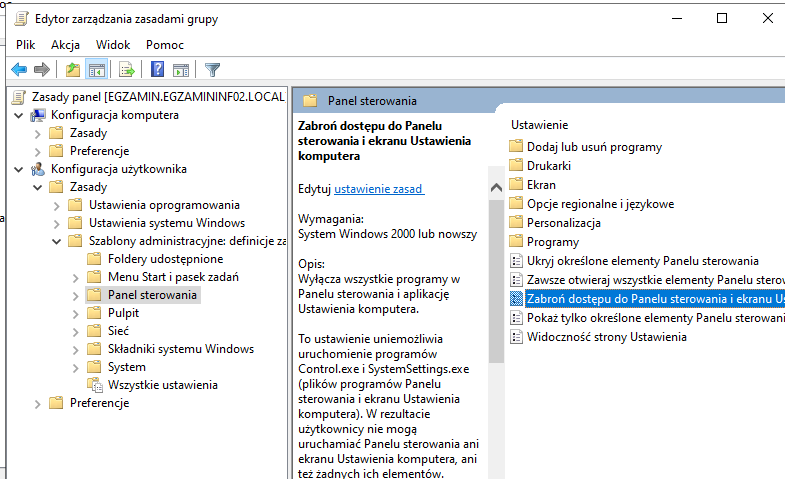 Edytor zarządzania zasadami grupy
Plik Akcja Widok Pomoc
Zasady panel [EGZAMIN.EGZAMININF02.LOCAL
Konfiguracja komputera
Zasady
Preferencje
Konfiguracja użytkownika
Zasady
Ustawienia oprogramowania
Ustawienia systemu Windows
Szablony administracyjne: definicje za
Foldery udostępnione
Menu Start i pasek zadań
Panel sterowania
Pulpit
Sieć
Składniki systemu Windows
System
Wszystkie ustawienia
Preferencje
Panel sterowania
Zabroń dostępu do Panelu
sterowania i ekranu Ustawienia
komputera
Edytuj ustawienie zasad
Wymagania:
System Windows 2000 lub nowszy
Opis:
Wyłącza wszystkie programy w
Panelu sterowania i aplikację
Ustawienia komputera.
To ustawienie uniemożliwia
uruchomienie programów
Control.exe i SystemSettings.exe
(plików programów Panelu
sterowania i ekranu Ustawienia
komputera). W rezultacie
użytkownicy nie mogą
uruchamiać Panelu sterowania ani
ekranu Ustawienia komputera, ani
też żadnych ich elementów.
Ustawienie
Dodaj lub usuń programy
Drukarki
Ekran
Opcje regionalne i językowe
Personalizacja
Programy
Ukryj określone elementy Panelu sterowania
Zawsze otwieraj wszystkie elementy Panelu sterow
Zabroń dostępu do Panelu sterowania i ekranu Us
Pokaż tylko określone elementy Panelu sterowani
Widoczność strony Ustawienia